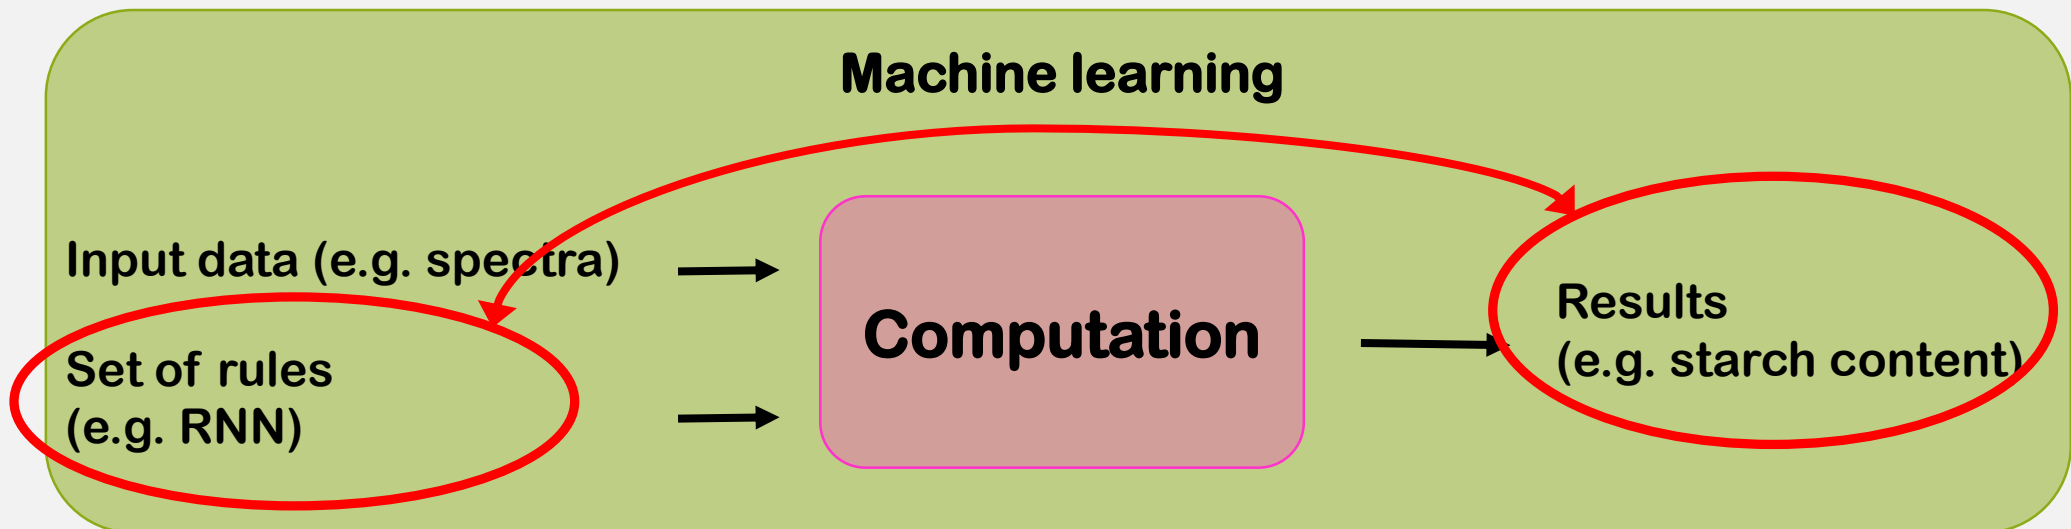 Machine learning
Input data (e.g. spectra)
Set of rules
(e.g. RNN)
Computation
Results
(e.g. starch content)